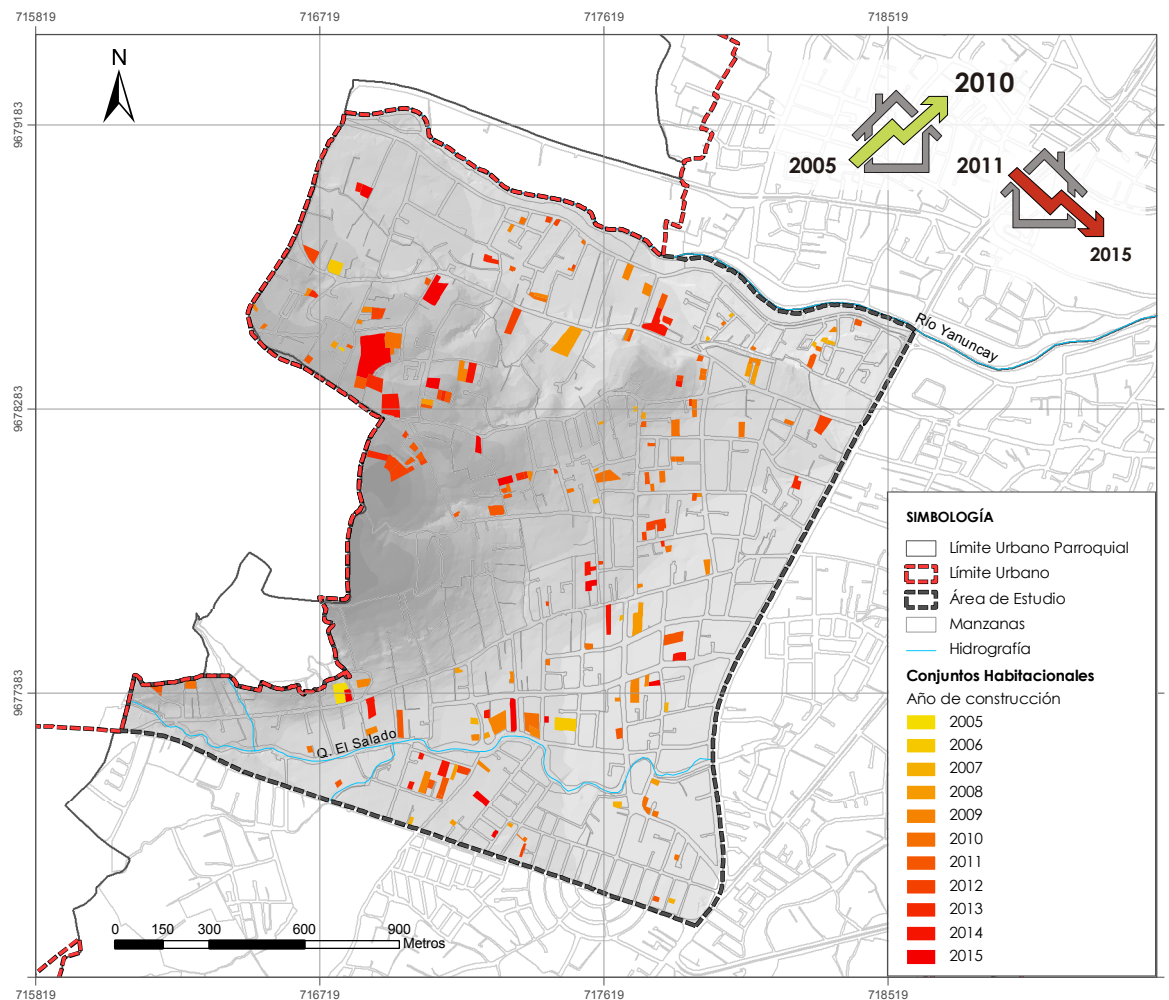 715819
716719
717619
718519
N
2010
2005
2011
2015
9679183
9678283
9677383
Río Yanuncay
Q. El Salado
SIMBOLOGÍA
Límite Urbano Parroquial
Límite Urbano
Área de Estudio
Manzanas
Hidrografía
Conjuntos Habitacionales
Año de construcción
2005
2006
2007
2008
2009
2010
2011
2012
2013
2014
2015
0 150 300 600 900
Metros
715819
716719
717619
718519